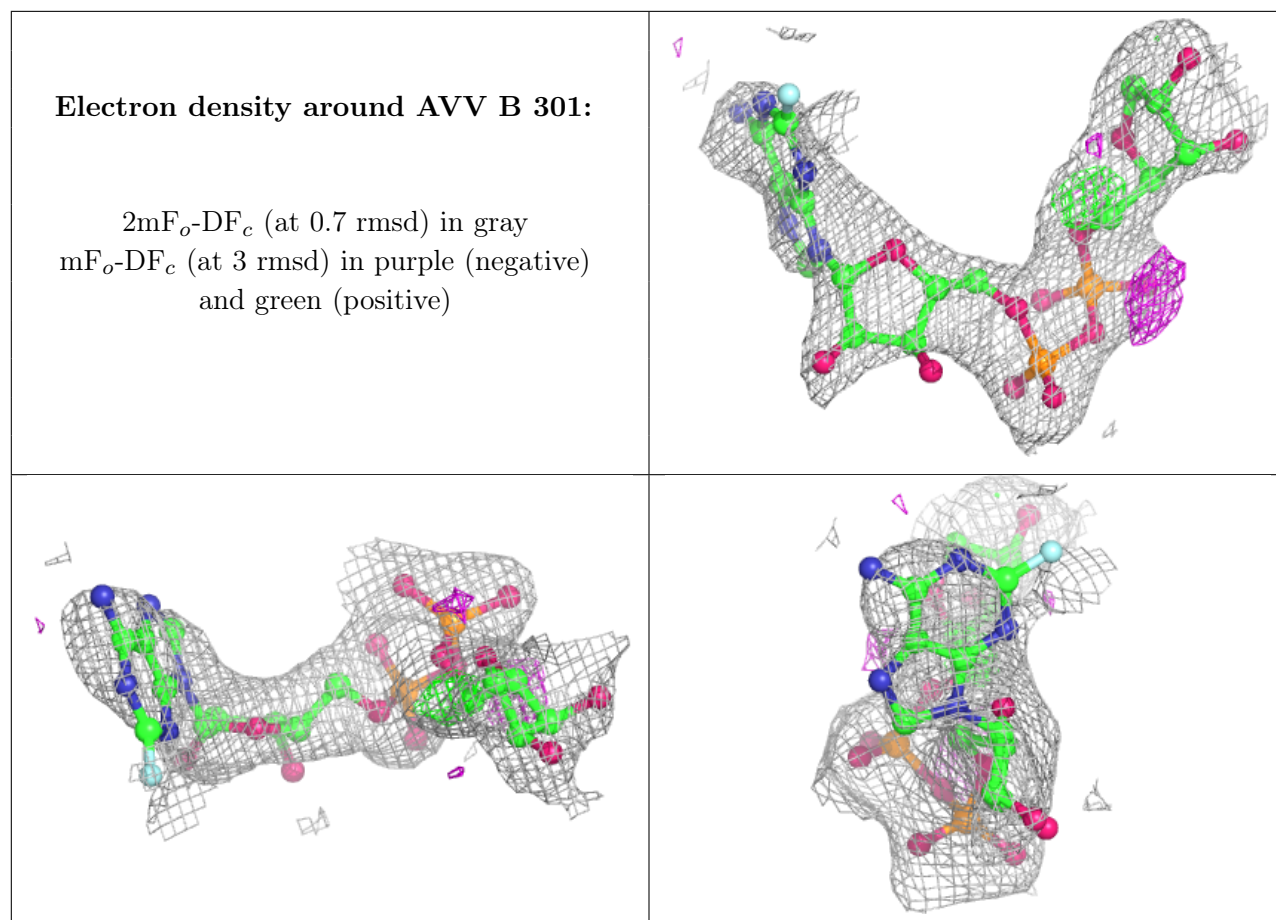 Electron density around AVV B 301:
2mFo-DFc (at 0.7 rmsd) in gray
mFo-DFc (at 3 rmsd) in purple (negative)
and green (positive)